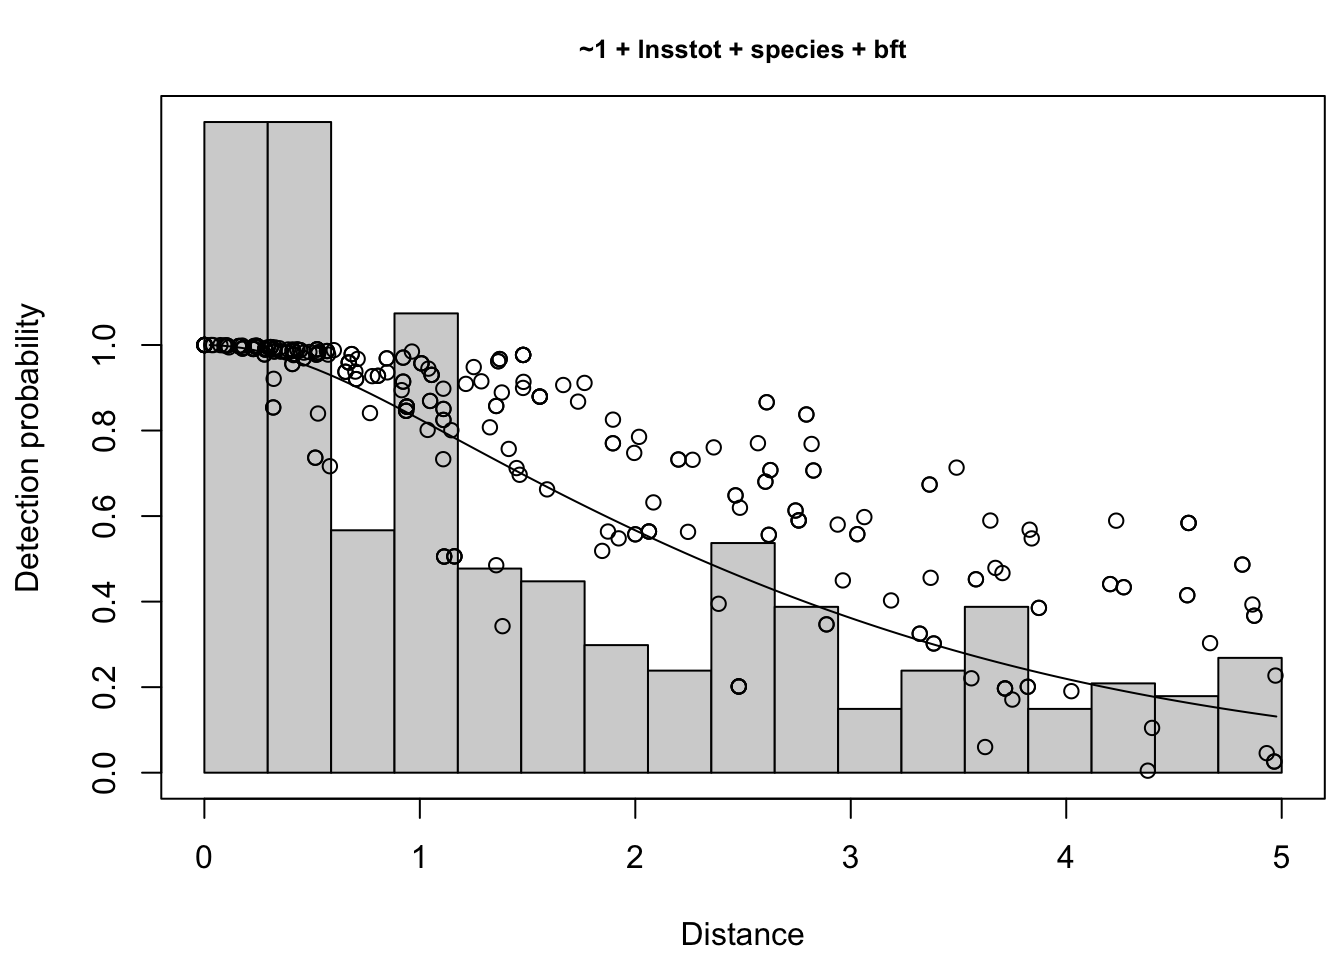 ~1 + lnsstot + species + bft
Detection probability
1.0
0.8
0.6
0.4
0.2
0.0
0 1 2 3 4 5
Distance